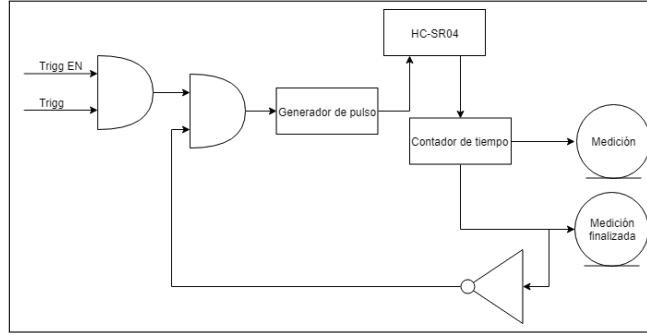 Trigg EN
Trigg
HC-SR04
Generador de pulso
Contador de tiempo
Medición
Medición
finalizada